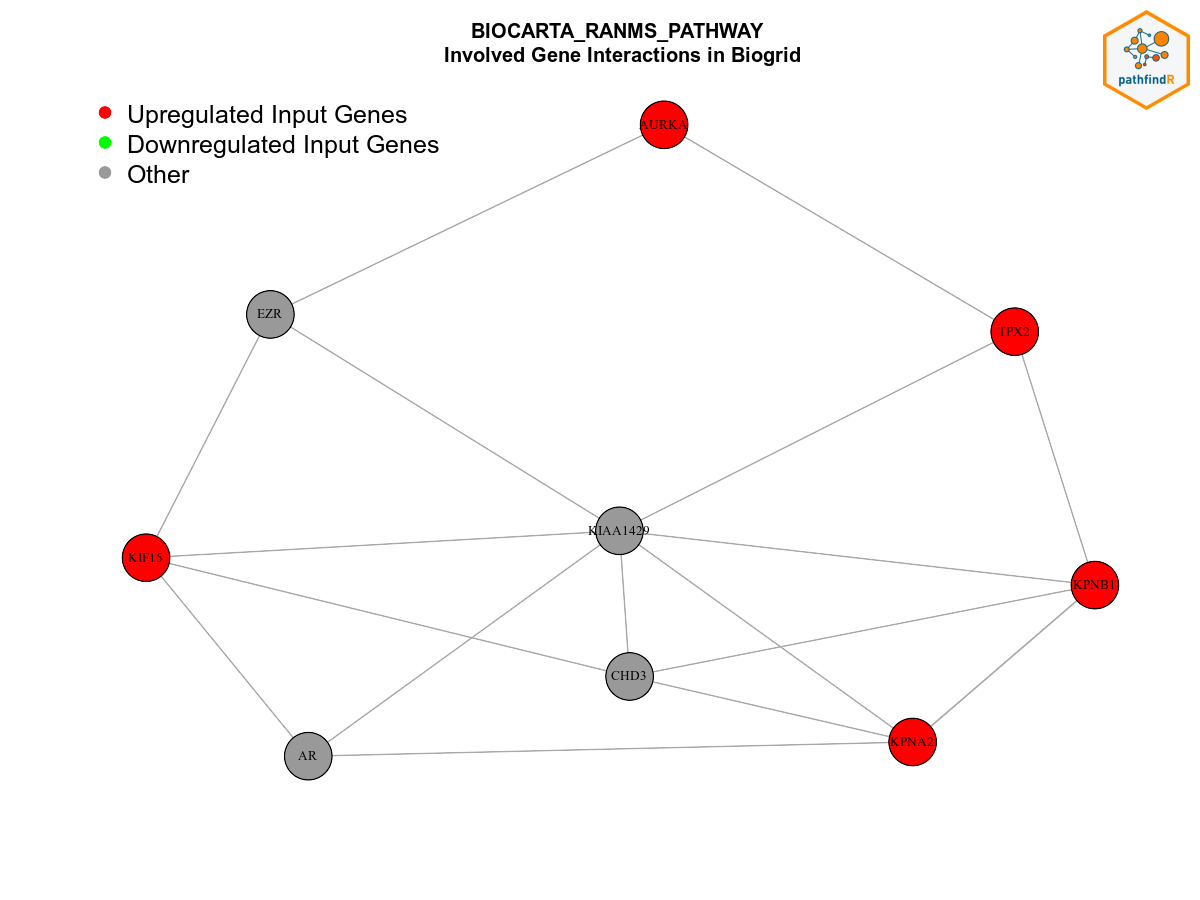 BIOCARTA_RANMS_PATHWAY
Involved Gene Interactions in Biogrid
pathfindR
Upregulated Input Genes
Downregulated Input Genes
Other
AURKA
EZR
TPX2
KIAA1429
KIF15
KPNB1
CHD3
KPNA2
AR